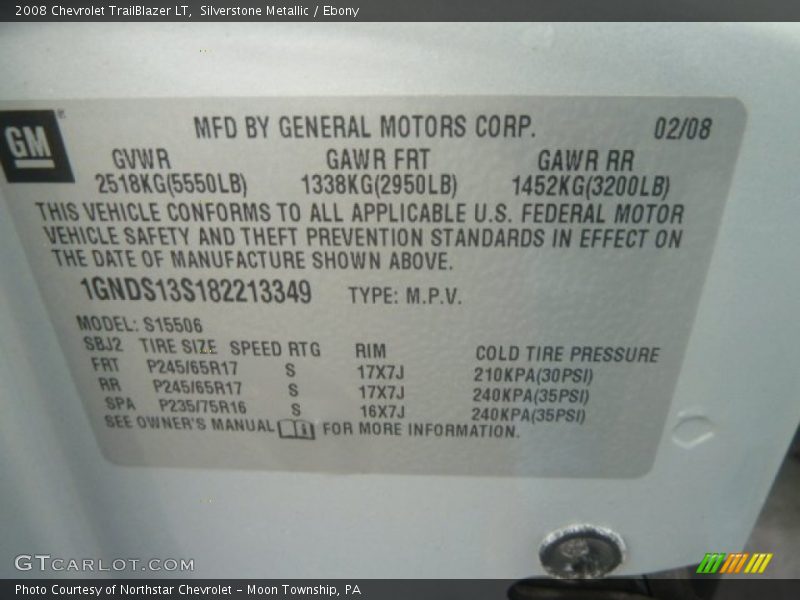 2008 Chevrolet TrailBlazer LT, Silverstone Metallic / Ebony
GM
MFD BY GENERAL MOTORS CORP. 02/08
GVWR GAWR FRT GAWR RR
2518KG(5550LB) 1338KG(2950LB) 1452KG(3200LB)
THIS VEHICLE CONFORMS TO ALL APPLICABLE U.S. FEDERAL MOTOR
VEHICLE SAFETY AND THEFT PREVENTION STANDARDS IN EFFECT ON
THE DATE OF MANUFACTURE SHOWN ABOVE.
1GNDS13S182213349 TYPE: M.P.V.
MODEL: S15506
SBJ2 TIRE SIZE SPEED RTG RIM COLD TIRE PRESSURE
FRT P245/65R17 S 17X7J 210KPA(30PSI)
RR P245/65R17 S 17X7J 240KPA(35PSI)
SPA P235/75R16 S 16X7J 240KPA(35PSI)
SEE OWNER'S MANUAL i FOR MORE INFORMATION.
GTCARLOT.COM
Photo Courtesy of Northstar Chevrolet - Moon Township, PA